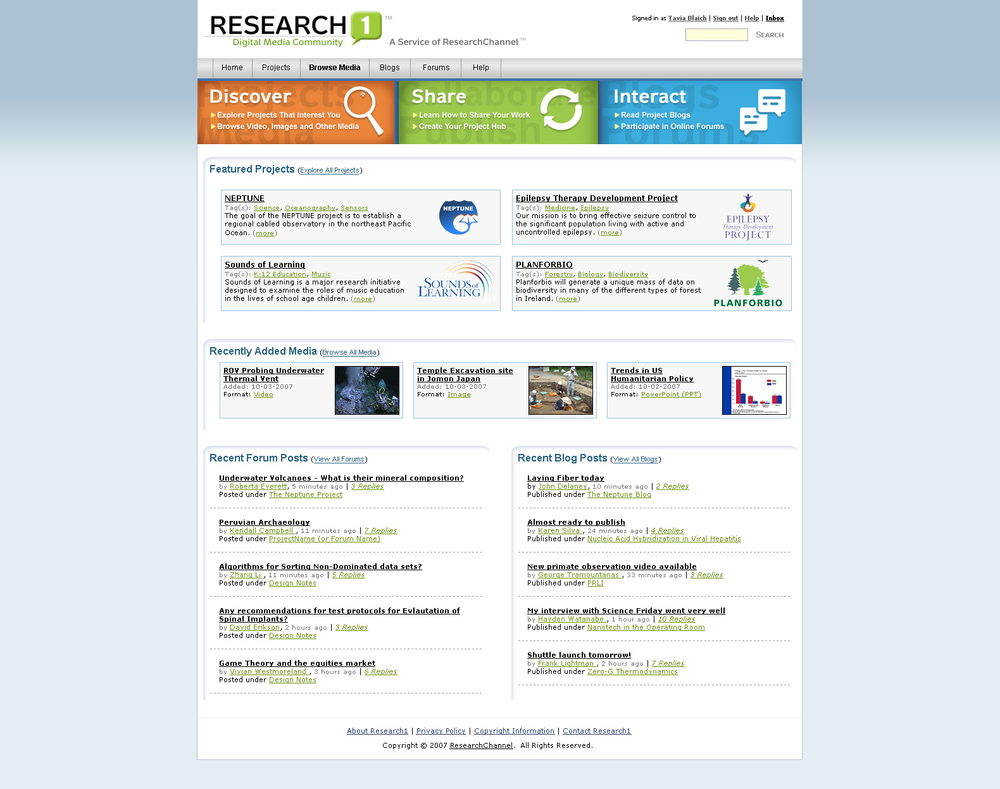 RESEARCH 1 ™
Digital Media Community
A Service of ResearchChannel™
Signed in as Tavia Blaich | Sign out | Help | Inbox
SEARCH
Home Projects Browse Media Blogs Forums Help
Projects
Media
Discover
Explore Projects That Interest You
Browse Video, Images and Other Media
Collaborate
Publish
Share
Learn How to Share Your Work
Create Your Project Hub
Blogs
Forums
Interact
Read Project Blogs
Participate in Online Forums
Featured Projects (Explore All Projects)
NEPTUNE
Tag(s): Science, Oceanography, Sensors
The goal of the NEPTUNE project is to establish a
regional cabled observatory in the northeast Pacific
Ocean. (more)
NEPTUNE
Epilepsy Therapy Development Project
Tag(s): Medicine, Epilepsy
Our mission is to bring effective seizure control to
the significant population living with active and
uncontrolled epilepsy. (more)
EPILEPSY
Therapy Development
PROJECT
Sounds of Learning
Tag(s): K-12 Education, Music
Sounds of Learning is a major research initiative
designed to examine the roles of music education
in the lives of school age children. (more)
SOUNDS of
LEARNING
PLANFORBIO
Tag(s): Forestry, Biology, Biodiversity
Planforbio will generate a unique mass of data on
biodiversity in many of the different types of forest
in Ireland. (more)
PLANFORBIO
Recently Added Media (Browse All Media)
ROV Probing Underwater
Thermal Vent
Added: 10-03-2007
Format: Video
Temple Excavation site
in Jomon Japan
Added: 10-03-2007
Format: Image
Trends in US
Humanitarian Policy
Added: 10-02-2007
Format: PowerPoint (PPT)
Recent Forum Posts (View All Forums)
Underwater Volcanoes - What is their mineral composition?
by Roberta Everett, 5 minutes ago | 3 Replies
Posted under The Neptune Project
Peruvian Archaeology
by Kendall Campbell , 11 minutes ago | 7 Replies
Posted under ProjectName (or Forum Name)
Algorithms for Sorting Non-Dominated data sets?
by Zhang Li , 11 minutes ago | 5 Replies
Posted under Design Notes
Any recommendations for test protocols for Evlautation of
Spinal Implants?
by David Erikson, 2 hours ago | 3 Replies
Posted under Design Notes
Game Theory and the equities market
by Vivian Westmoreland , 3 hours ago | 6 Replies
Posted under Design Notes
Recent Blog Posts (View All Blogs)
Laying Fiber today
by John Delaney, 10 minutes ago | 2 Replies
Published under The Neptune Blog
Almost ready to publish
by Karen Silva , 24 minutes ago | 4 Replies
Published under Nucleic Acid Hybridization in Viral Hepatitis
New primate observation video available
by George Tramountanas , 33 minutes ago | 3 Replies
Published under PRLI
My interview with Science Friday went very well
by Hayden Watanabe , 1 hour ago | 10 Replies
Published under Nanotech in the Operating Room
Shuttle launch tomorrow!
by Frank Lightman , 2 hours ago | 7 Replies
Published under Zero-G Thermodynamics
About Research1 | Privacy Policy | Copyright Information | Contact Research1
Copyright © 2007 ResearchChannel. All Rights Reserved.